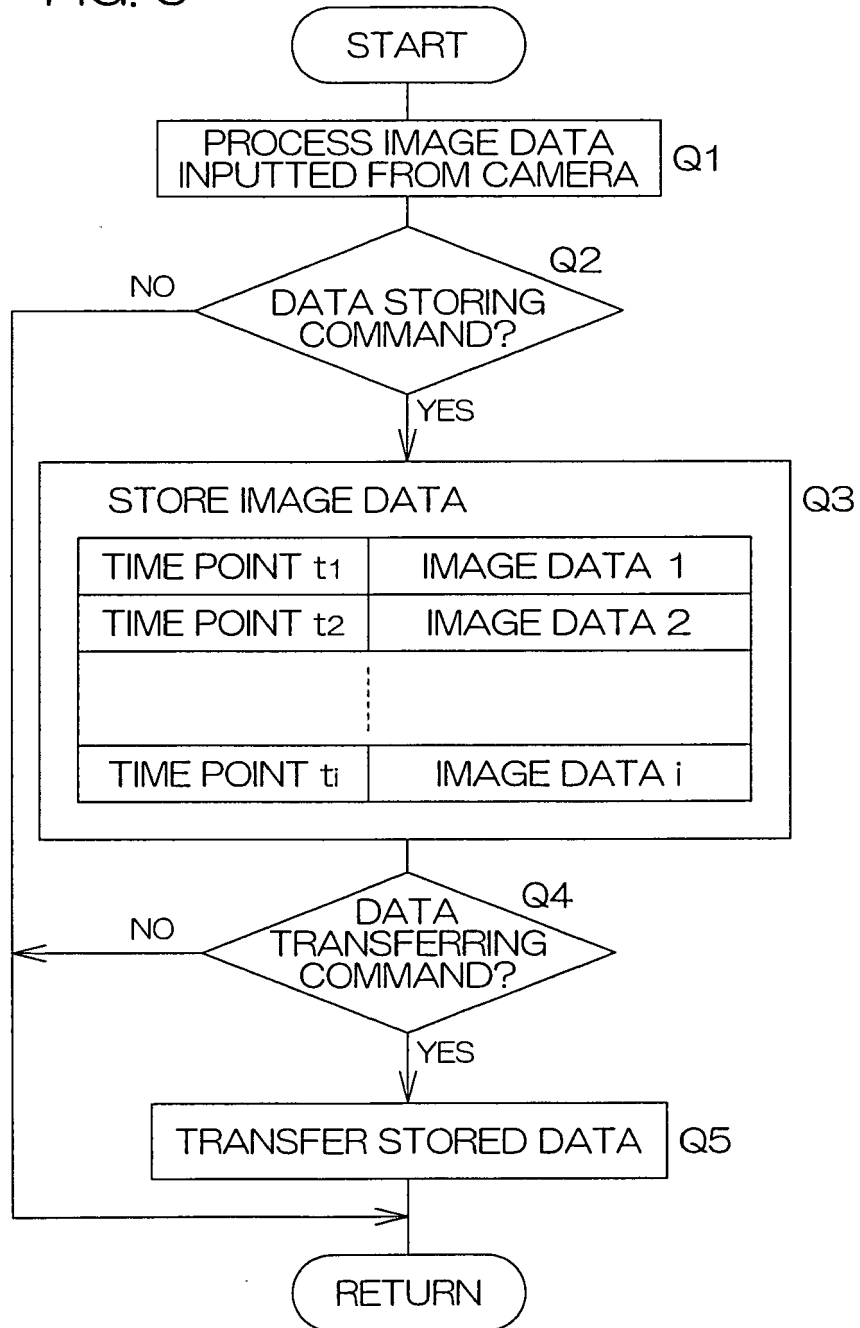 START
PROCESS IMAGE DATA
INPUTTED FROM CAMERA
Q1
Q2
NO
DATA STORING
COMMAND?
YES
STORE IMAGE DATA
Q3
TIME POINT t1 IMAGE DATA 1
TIME POINT t2 IMAGE DATA 2
TIME POINT ti IMAGE DATA i
Q4
NO
DATA
TRANSFERRING
COMMAND?
YES
TRANSFER STORED DATA
Q5
RETURN